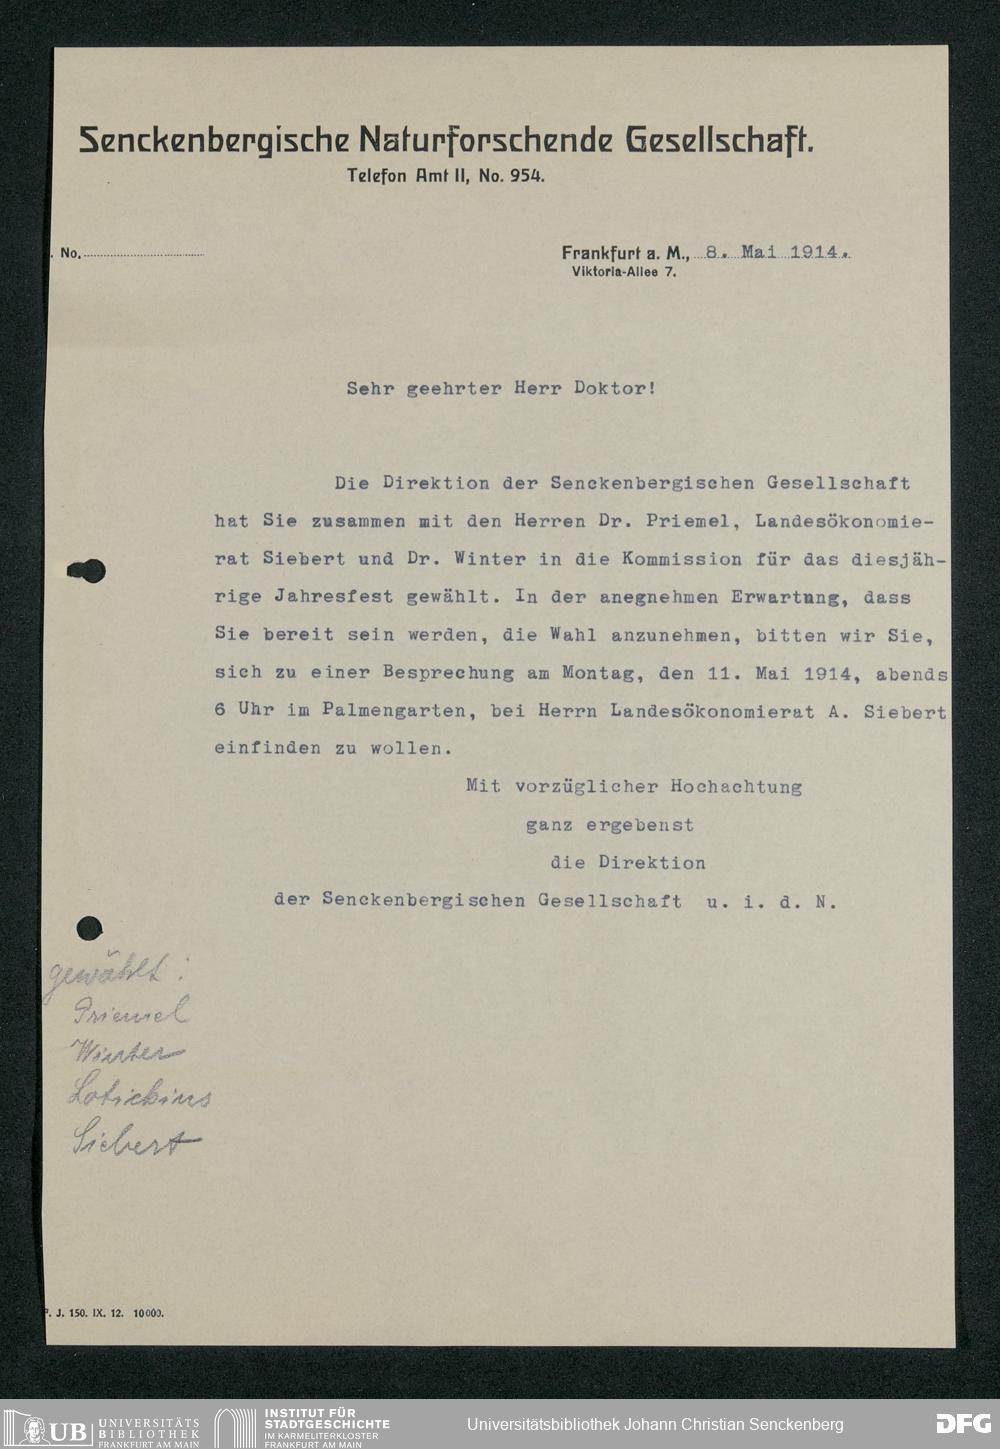 Senckenbergische Naturforschende Gesellschaft.
Telefon Amt II, No. 954.
. No.
Frankfurt a. M., 8. Mai 1914.
Viktoria-Allee 7.
Sehr geehrter Herr Doktor!
Die Direktion der Senckenbergischen Gesellschaft
hat Sie zusammen mit den Herren Dr. Priemel, Landesökonomie-
rat Siebert und Dr. Winter in die Kommission für das diesjäh-
rige Jahresfest gewählt. In der anegnehmen Erwartung, dass
Sie bereit sein werden, die Wahl anzunehmen, bitten wir Sie,
sich zu einer Besprechung am Montag, den 11. Mai 1914, abends
6 Uhr im Palmengarten, bei Herrn Landesökonomierat A. Siebert
einfinden zu wollen.
Mit vorzüglicher Hochachtung
ganz ergebenst
die Direktion
der Senckenbergischen Gesellschaft u. i. d. N.
gewählt:
Priemel
Winter
Lotichius
Siebert
P. J. 150. IX. 12. 10000.
UB UNIVERSITÄTS
BIBLIOTHEK
FRANKFURT AM MAIN
INSTITUT FÜR
STADTGESCHICHTE
IM KARMELITERKLOSTER
FRANKFURT AM MAIN
Universitätsbibliothek Johann Christian Senckenberg
DFG